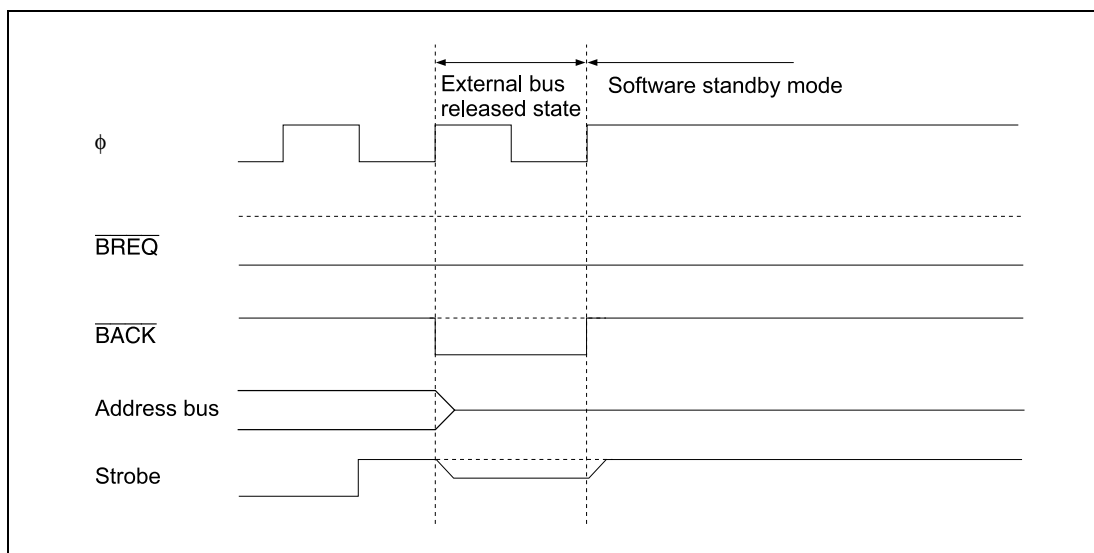 External bus
released state
Software standby mode
φ
BREQ
BACK
Address bus
Strobe